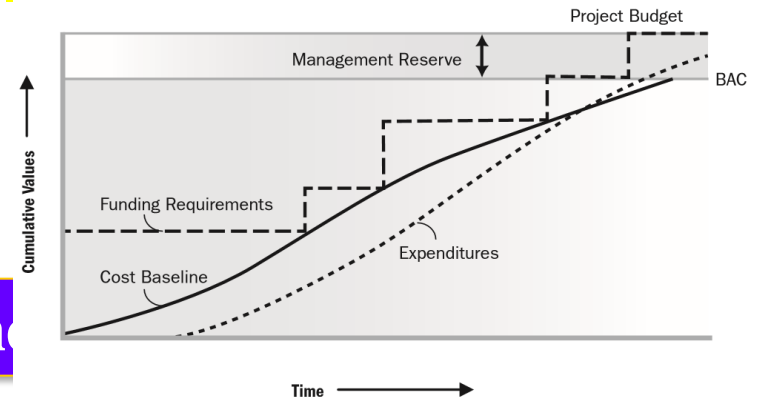 Project Budget
Management Reserve
BAC
Cumulative Values
Funding Requirements
Expenditures
Cost Baseline
Time